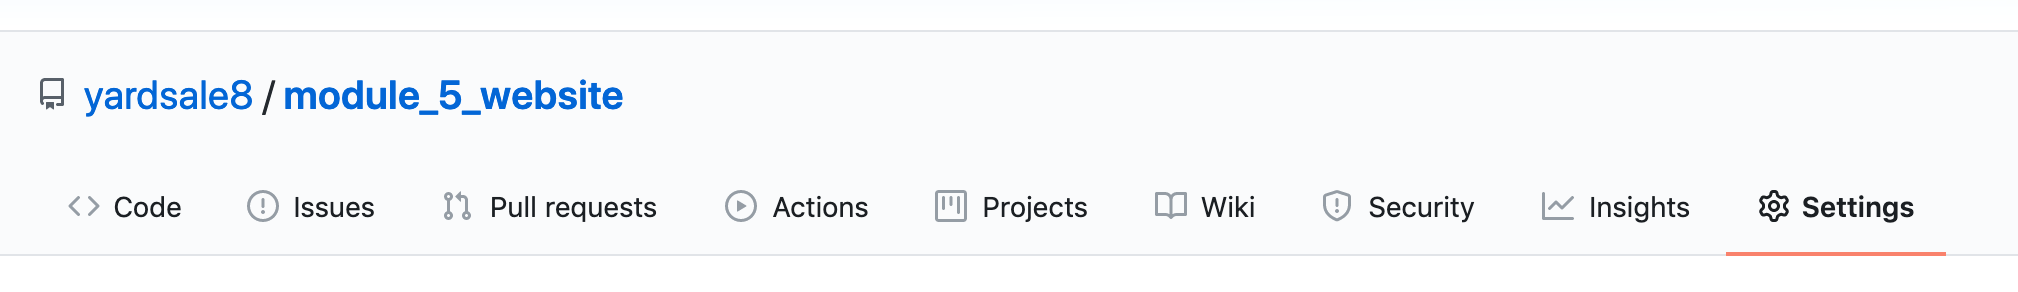 yardsale8 / module_5_website
Code Issues Pull requests Actions Projects Wiki Security Insights Settings